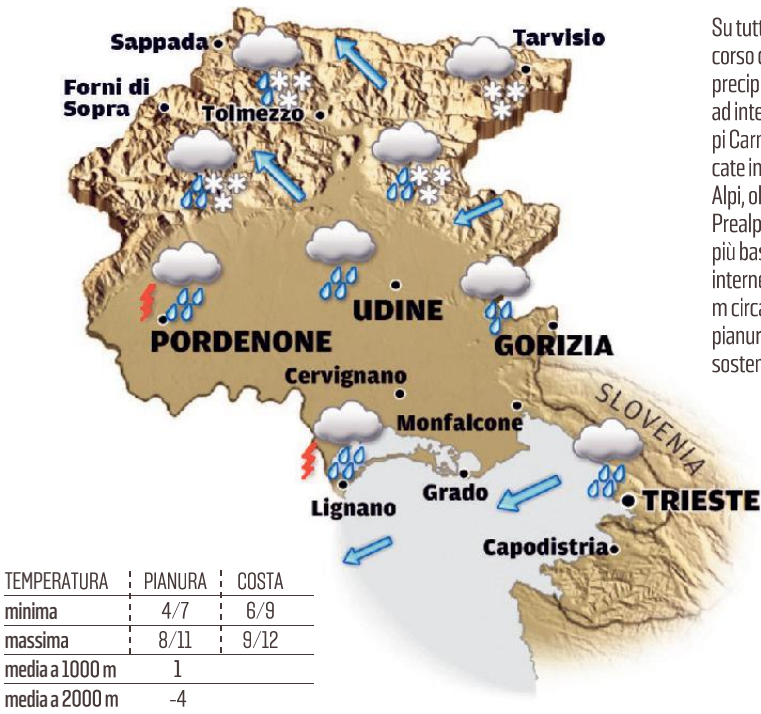 Sappada
Tarvisio
Forni di
Sopra
Tolmezzo
UDINE
PORDENONE
GORIZIA
Cervignano
Monfalcone
SLOVENIA
Lignano
Grado
TRIESTE
Capodistria
Su tutt
corso
precip
ad inte
pi Carn
cate in
Alpi, ol
Prealp
più bas
interne
m circa
pianur
sosten
TEMPERATURA PIANURA COSTA
minima 4/7 6/9
massima 8/11 9/12
media a 1000 m 1
media a 2000 m -4